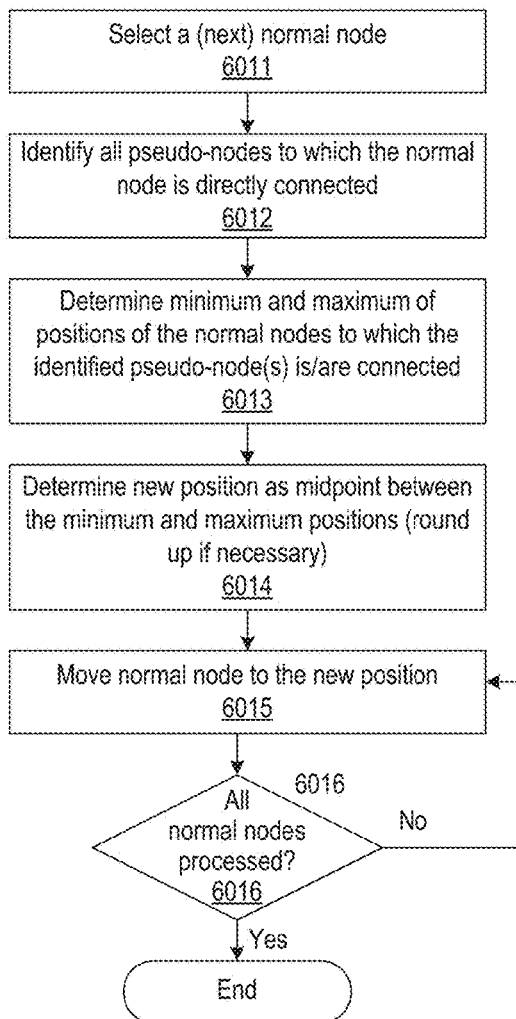 Select a (next) normal node
6011
Identify all pseudo-nodes to which the normal
node is directly connected
6012
Determine minimum and maximum of
positions of the normal nodes to which the
identified pseudo-node(s) is/are connected
6013
Determine new position as midpoint between
the minimum and maximum positions (round
up if necessary)
6014
Move normal node to the new position
6015
6016
All
normal nodes
processed?
6016
No
Yes
End